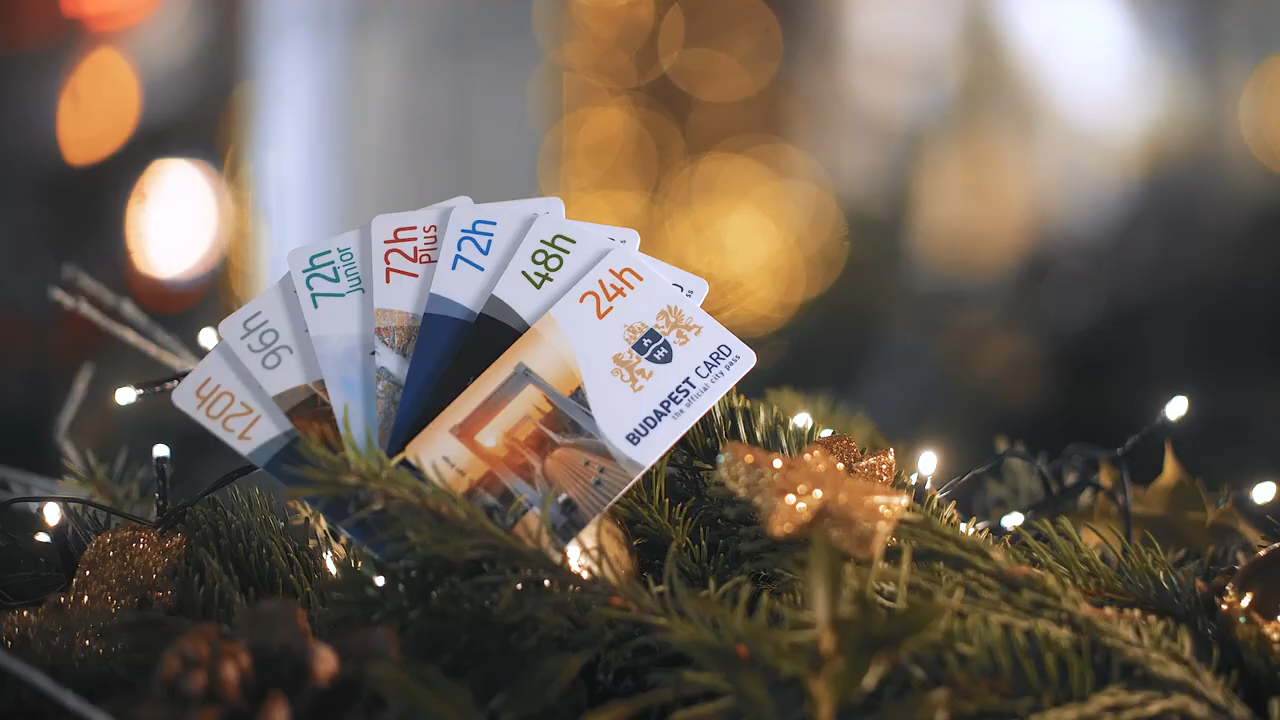 120h
96h
72h
Junior
72h
Plus
72h
48h
24h
BUDAPEST CARD
the official city pass